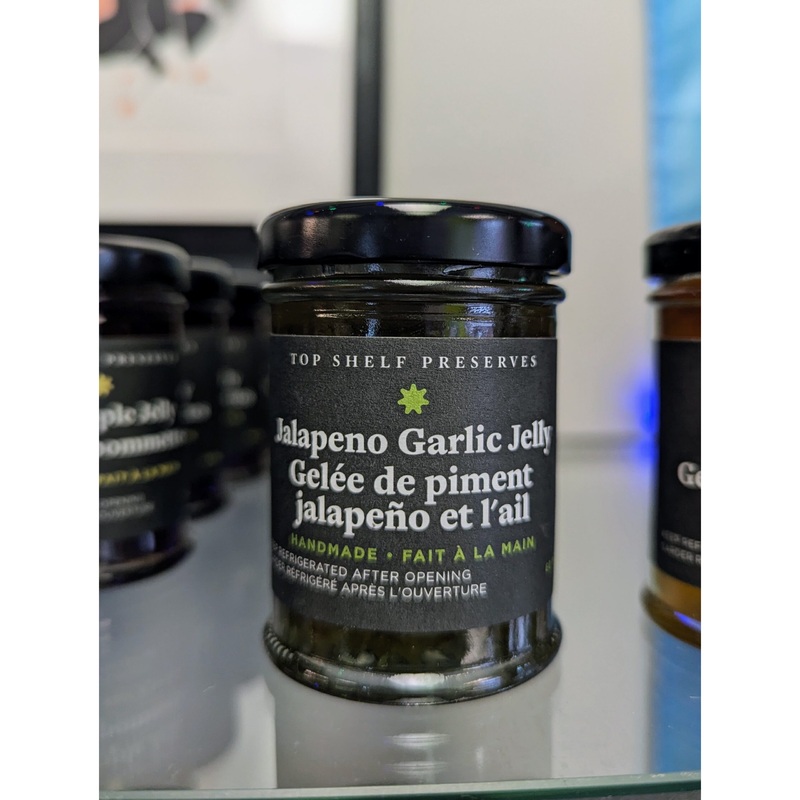 TOP SHELF PRESERVES
Jalapeno Garlic Jelly
Gelée de piment
jalapeño et l'ail
HANDMADE • FAIT À LA MAIN
REFRIGERATED AFTER OPENING
RÉFRIGÉRÉ APRÈS L'OUVERTURE